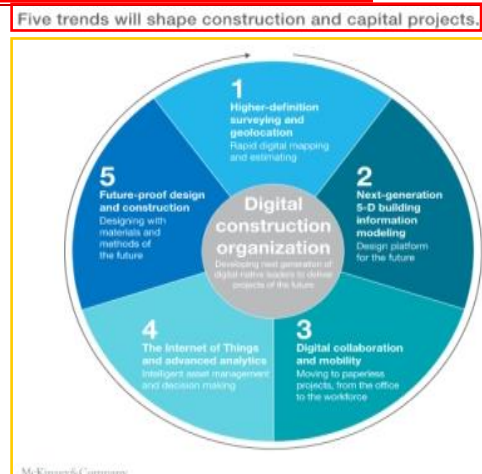 Five trends will shape construction and capital projects.
1
Higher-definition
surveying and
geolocation
Rapid digital mapping
and estimating
2
Next-generation
5-D building
information
modeling
Design platform
for the future
3
Digital collaboration
and mobility
Moving to paperless
projects, from the office
to the workforce
4
The Internet of Things
and advanced analytics
Intelligent asset management
and decision making
5
Future-proof design
and construction
Designing with
materials and
methods of
the future
Digital
construction
organization
Developing next generation of
digital native leaders to deliver
projects of the future
McKinsey&Company